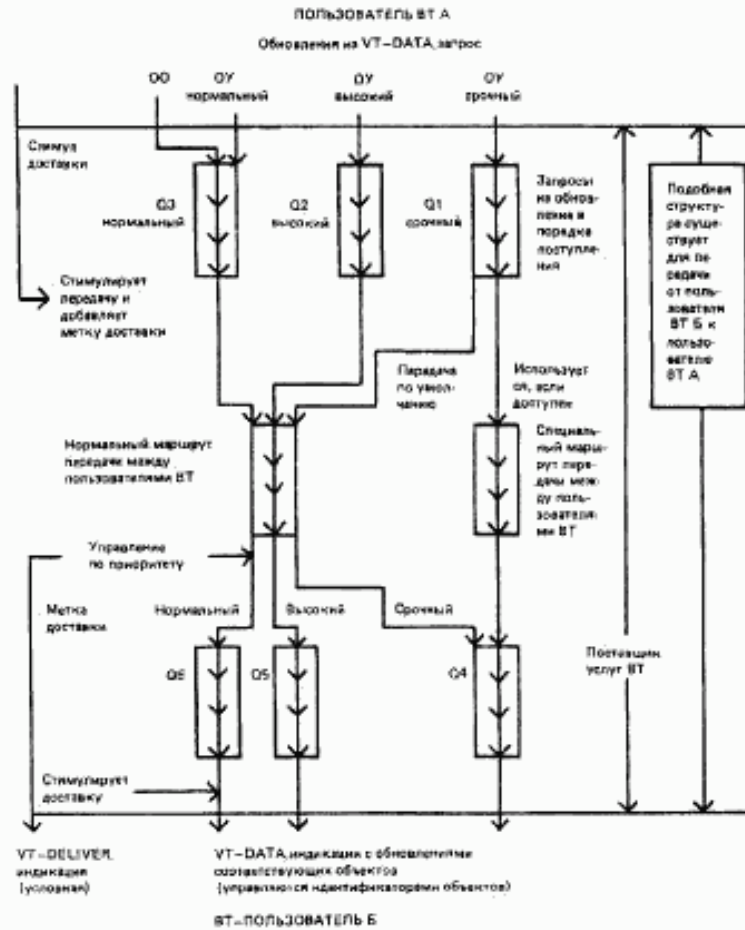 ПОЛЬЗОВАТЕЛЬ ВТ А
Обновления из VT–DATA, запрос
ОО
ОУ
нормальный
ОУ
высокий
ОУ
срочный
Стимул
доставки
Q3
нормальный
Q2
высокий
Q1
срочный
Запросы
на обнов-
ление в
порядке
поступле-
ния
Подобная
структу-
ра суще-
ствует
для пе
редачи
от поль-
зователя
ВТ Б к
пользо-
вателю
ВТ А
Стимулирует
передачу и
добавляет
метку доставки
Передача
по умол-
чанию
Использует
ся, если
доступен
Нормальный маршрут
передачи между
пользователями ВТ
Специаль-
ный марш-
рут пере-
дачи меж-
ду поль-
зователя-
ми ВТ
Управление
по приоритету
Метка
доставки
Нормальный
Высокий
Срочный
Q6
Q5
Q4
Поставщик
услуг ВТ
Стимулирует
доставку
VT–DELIVER,
индикация
(условная)
VT–DATA, индикации с обновлениями
соответствующих объектов
(управляются идентификаторами объектов)
ВТ–ПОЛЬЗОВАТЕЛЬ Б